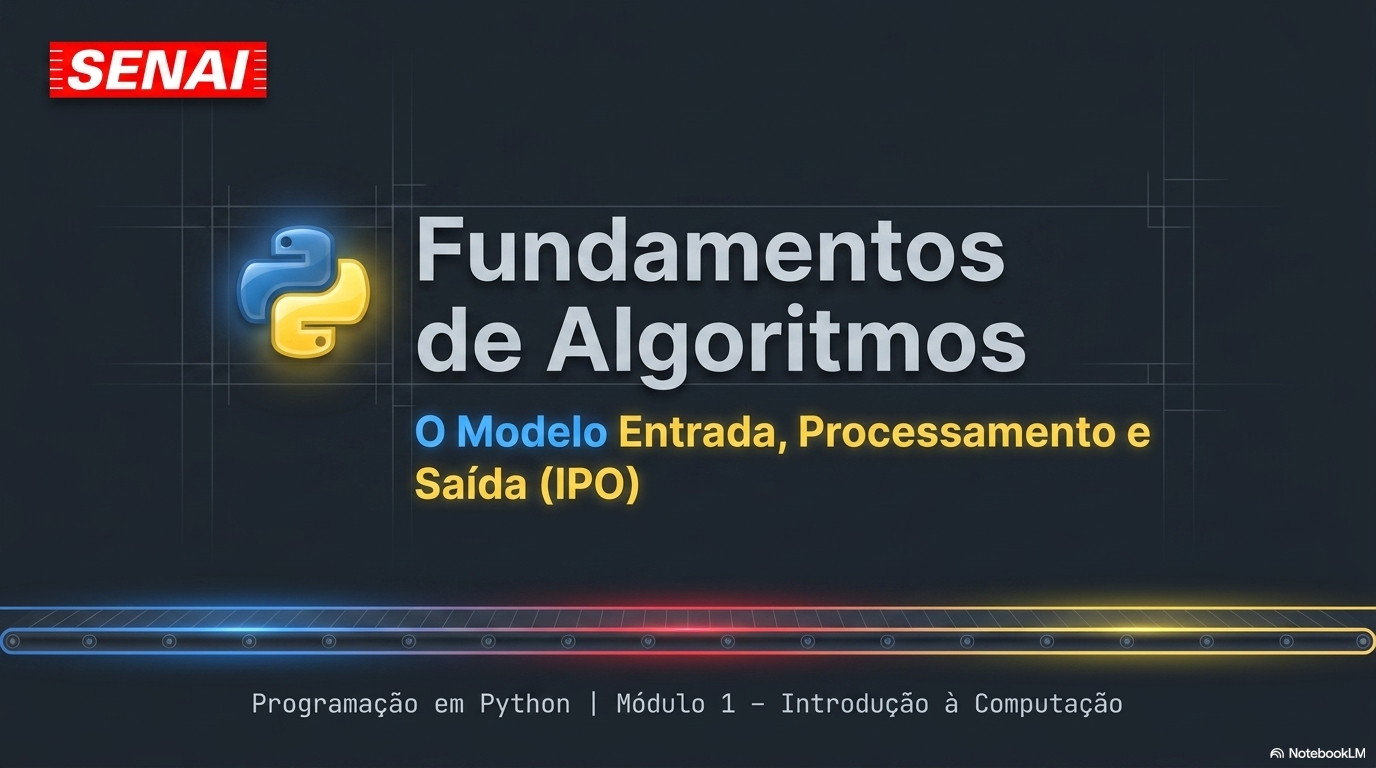 SENAI
Fundamentos
de Algoritmos
O Modelo Entrada, Processamento e
Saída (IPO)
Programação em Python | Módulo 1 – Introdução à Computação
NotebookLM